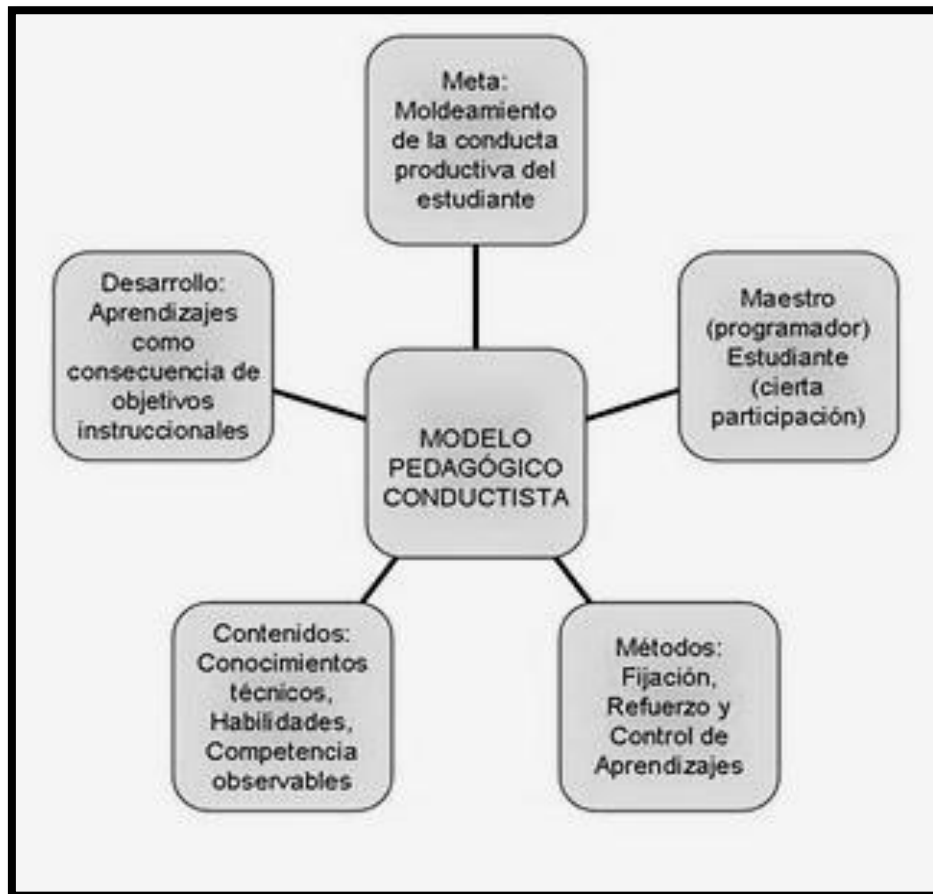 Meta:
Moldeamiento
de la conducta
productiva del
estudiante
Desarrollo:
Aprendizajes
como
consecuencia de
objetivos
instruccionales
Maestro
(programador)
Estudiante
(cierta
participación)
MODELO
PEDAGÓGICO
CONDUCTISTA
Contenidos:
Conocimientos
técnicos,
Habilidades,
Competencia
observables
Métodos:
Fijación,
Refuerzo y
Control de
Aprendizajes